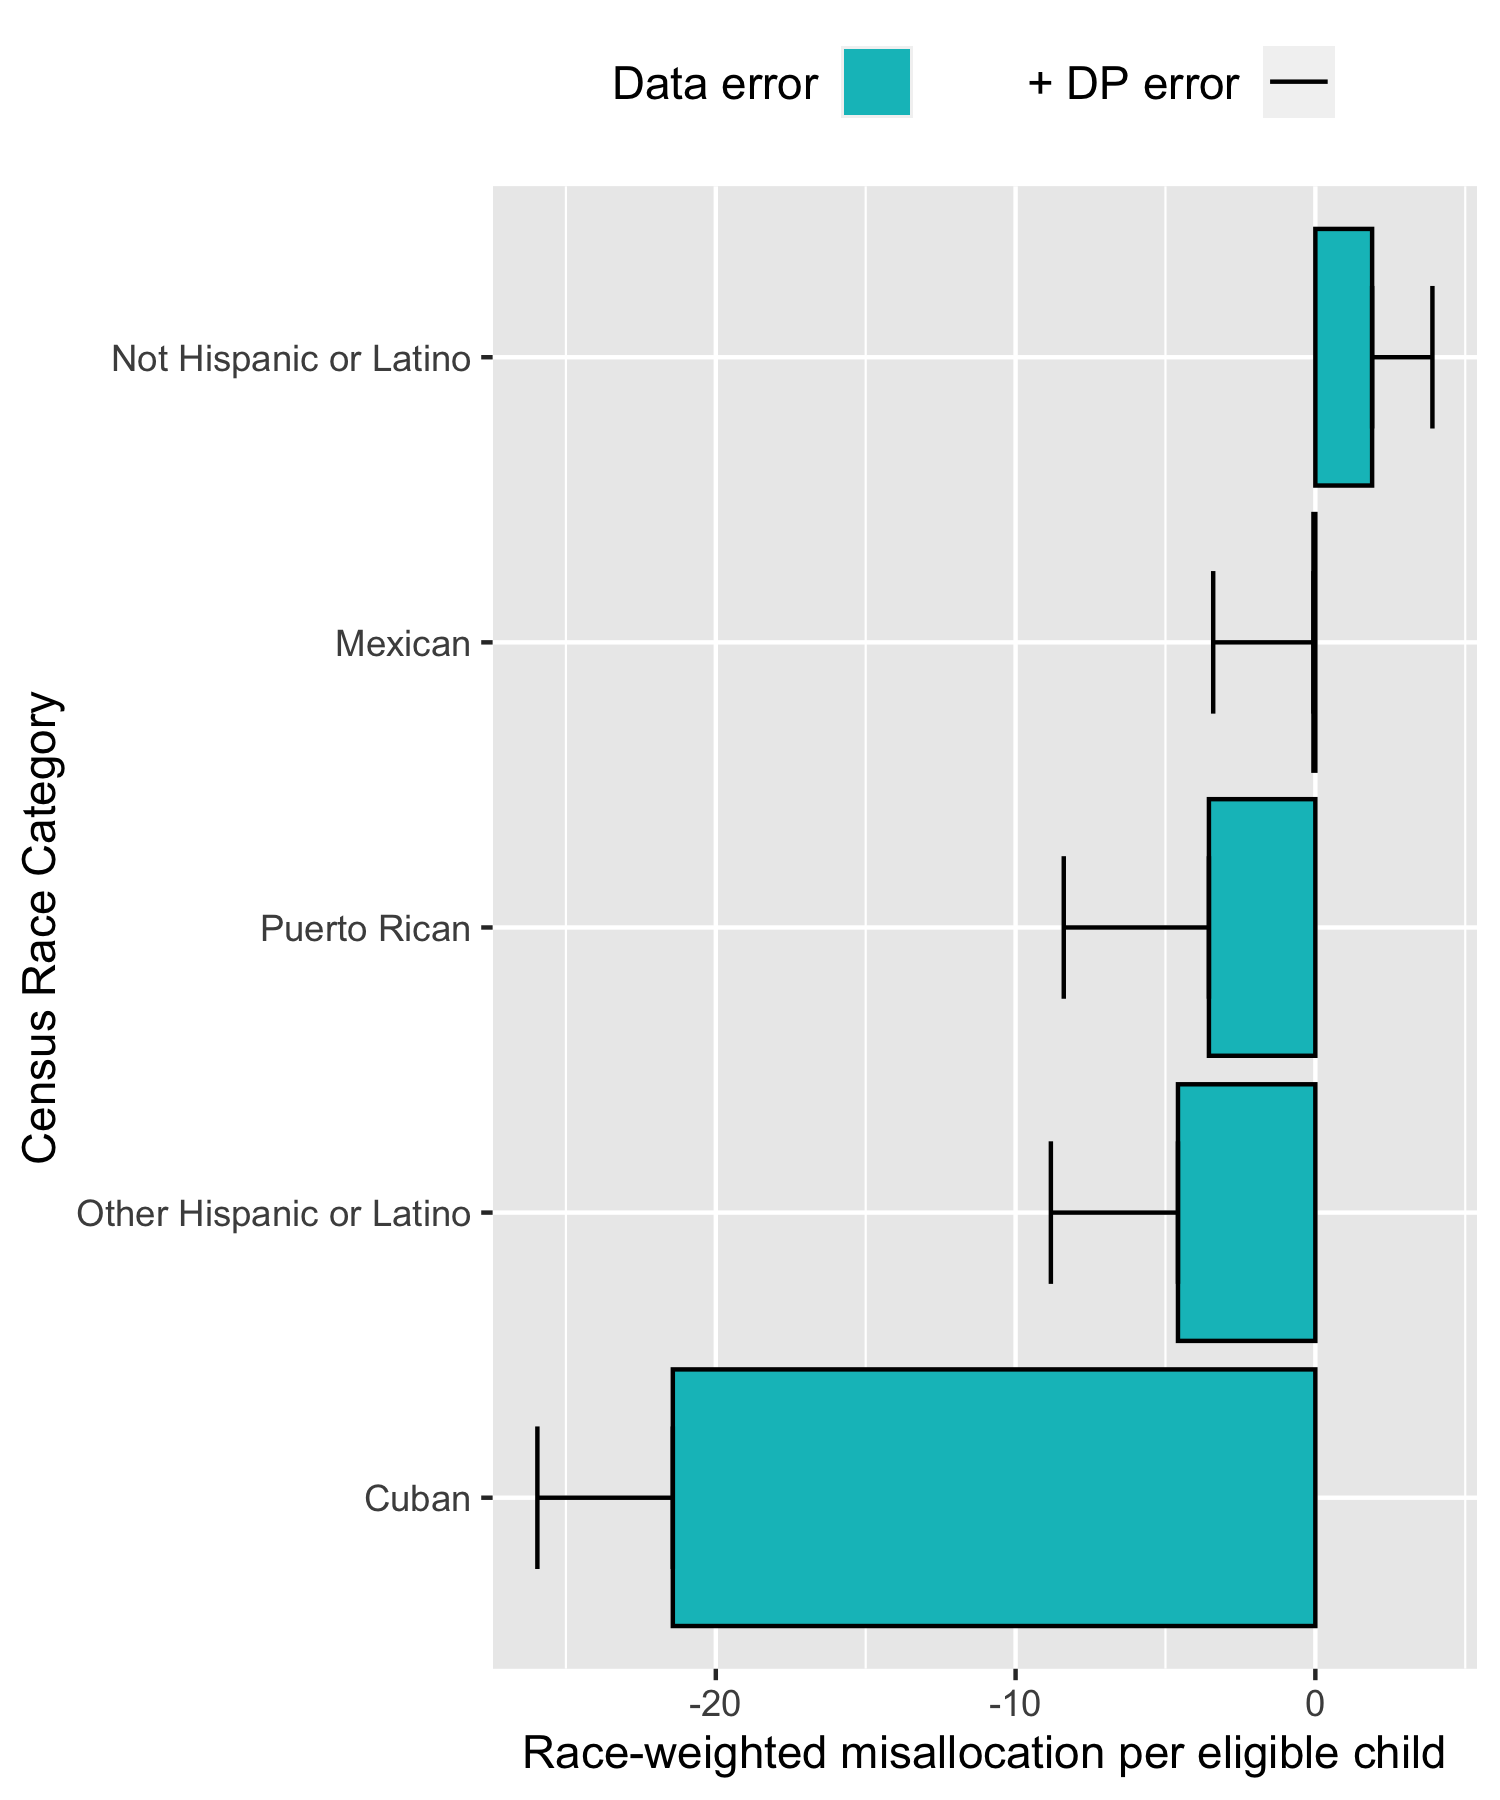 Data error
+ DP error
Not Hispanic or Latino
Mexican
Puerto Rican
Other Hispanic or Latino
Cuban
Census Race Category
-20 -10 0
Race-weighted misallocation per eligible child